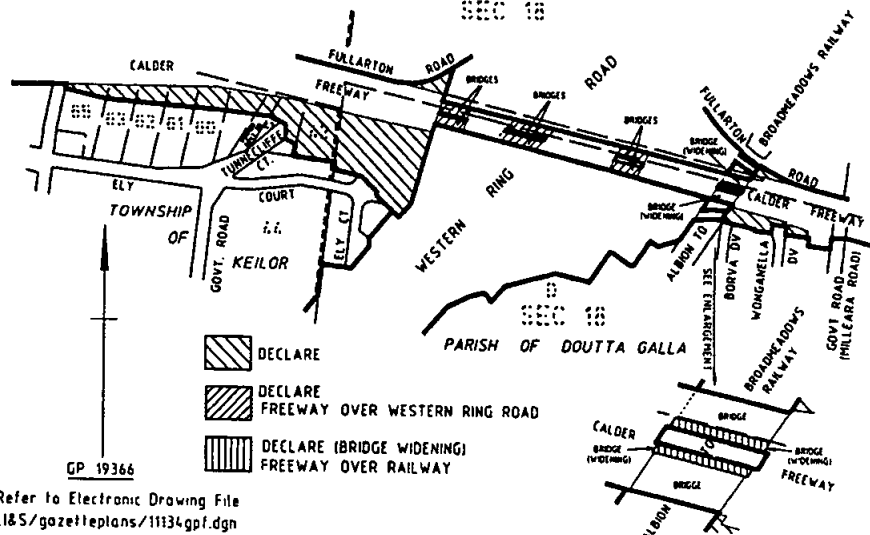 SEC 18
CALDER
FULLARTON
ROAD
FREEWAY
BRIDGES
BRIDGES
ROAD
BRIDGES
FULLARTON
BROADMEADOWS RAILWAY
BRIDGE
(WIDENING)
ROAD
CALDER
FREEWAY
BRIDGE
(WIDENING)
65
63
62
61
60
TUNNECLIFFE
CT.
ELY
COURT
TOWNSHIP
OF
KEILOR
GOVT. ROAD
ELY CT
WESTERN RING
ALBION TO
SEE ENLARGEMENT
BORVA DV
WONGANELLA
DV
GOVT ROAD
(MILLEARA ROAD)
D
SEC 18
PARISH OF DOUTTA GALLA
DECLARE
DECLARE
FREEWAY OVER WESTERN RING ROAD
DECLARE (BRIDGE WIDENING)
FREEWAY OVER RAILWAY
BROADMEADOWS
RAILWAY
BRIDGE
CALDER
BRIDGE
(WIDENING)
TO
BRIDGE
(WIDENING)
FREEWAY
BRIDGE
ALBION
GP 19366
Refer to Electronic Drawing File
I&S/gazetteplans/11134gpf.dgn